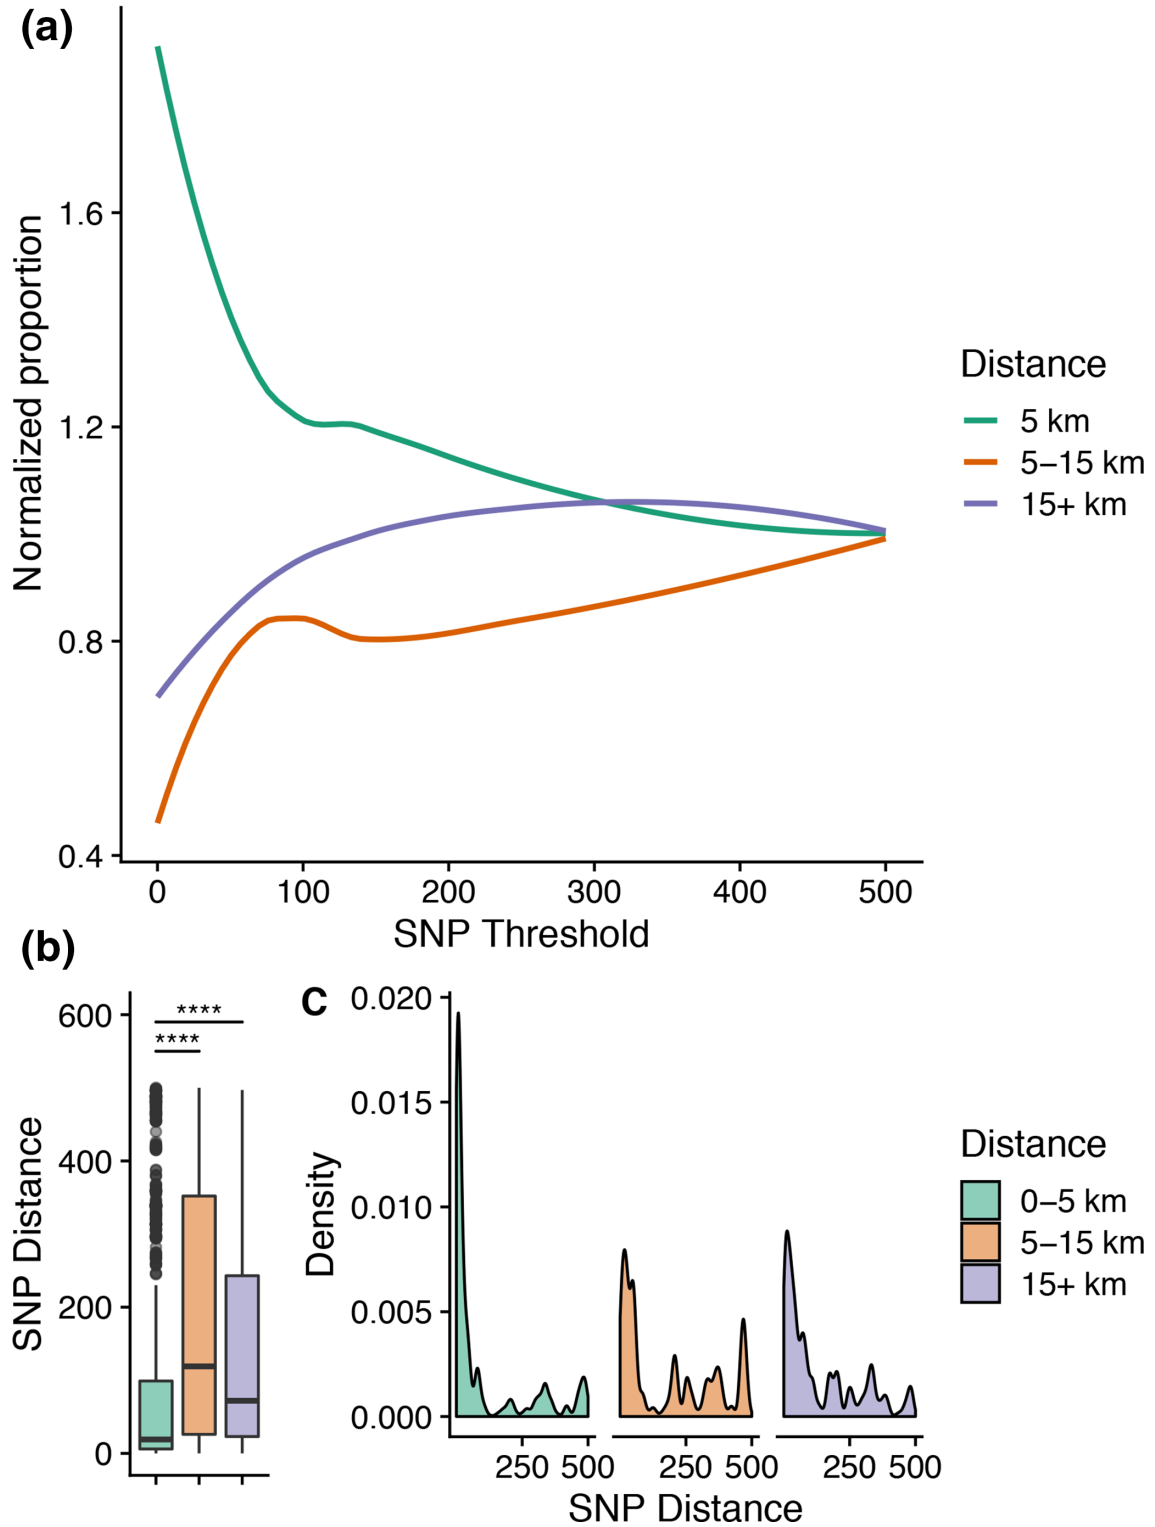 (a)
Normalized proportion
1.6
1.2
0.8
0.4
0 100 200 300 400 500
SNP Threshold
Distance
5 km
5–15 km
15+ km
(b)
SNP Distance
600
400
200
0
****
****
C
Density
0.020
0.015
0.010
0.005
0.000
250 500 250 500 250 500
SNP Distance
Distance
0–5 km
5–15 km
15+ km